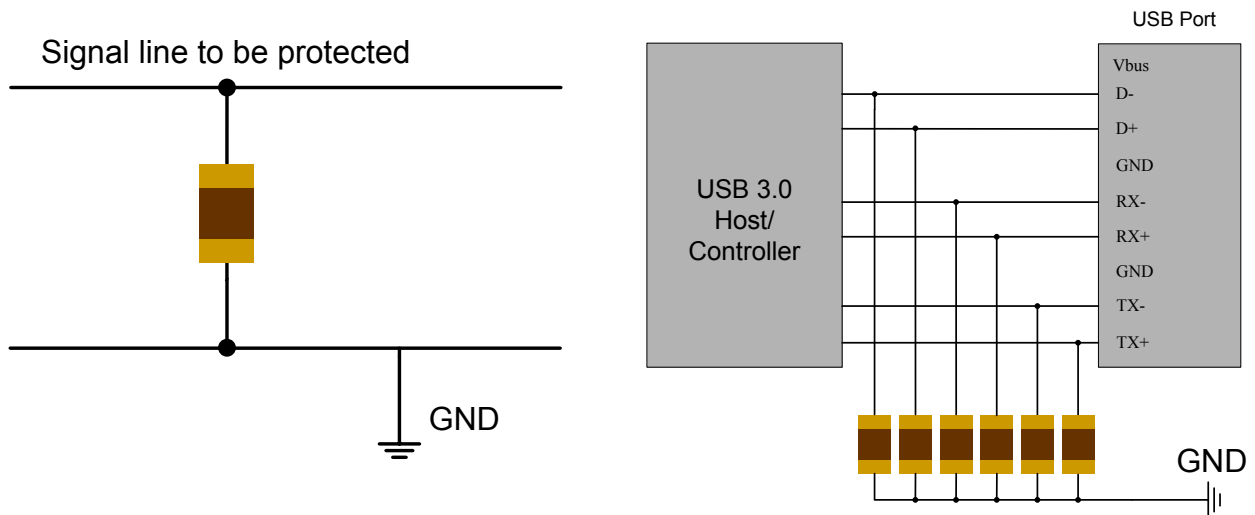 Signal line to be protected
GND
USB 3.0
Host/
Controller
USB Port
Vbus
D-
D+
GND
RX-
RX+
GND
TX-
TX+
GND